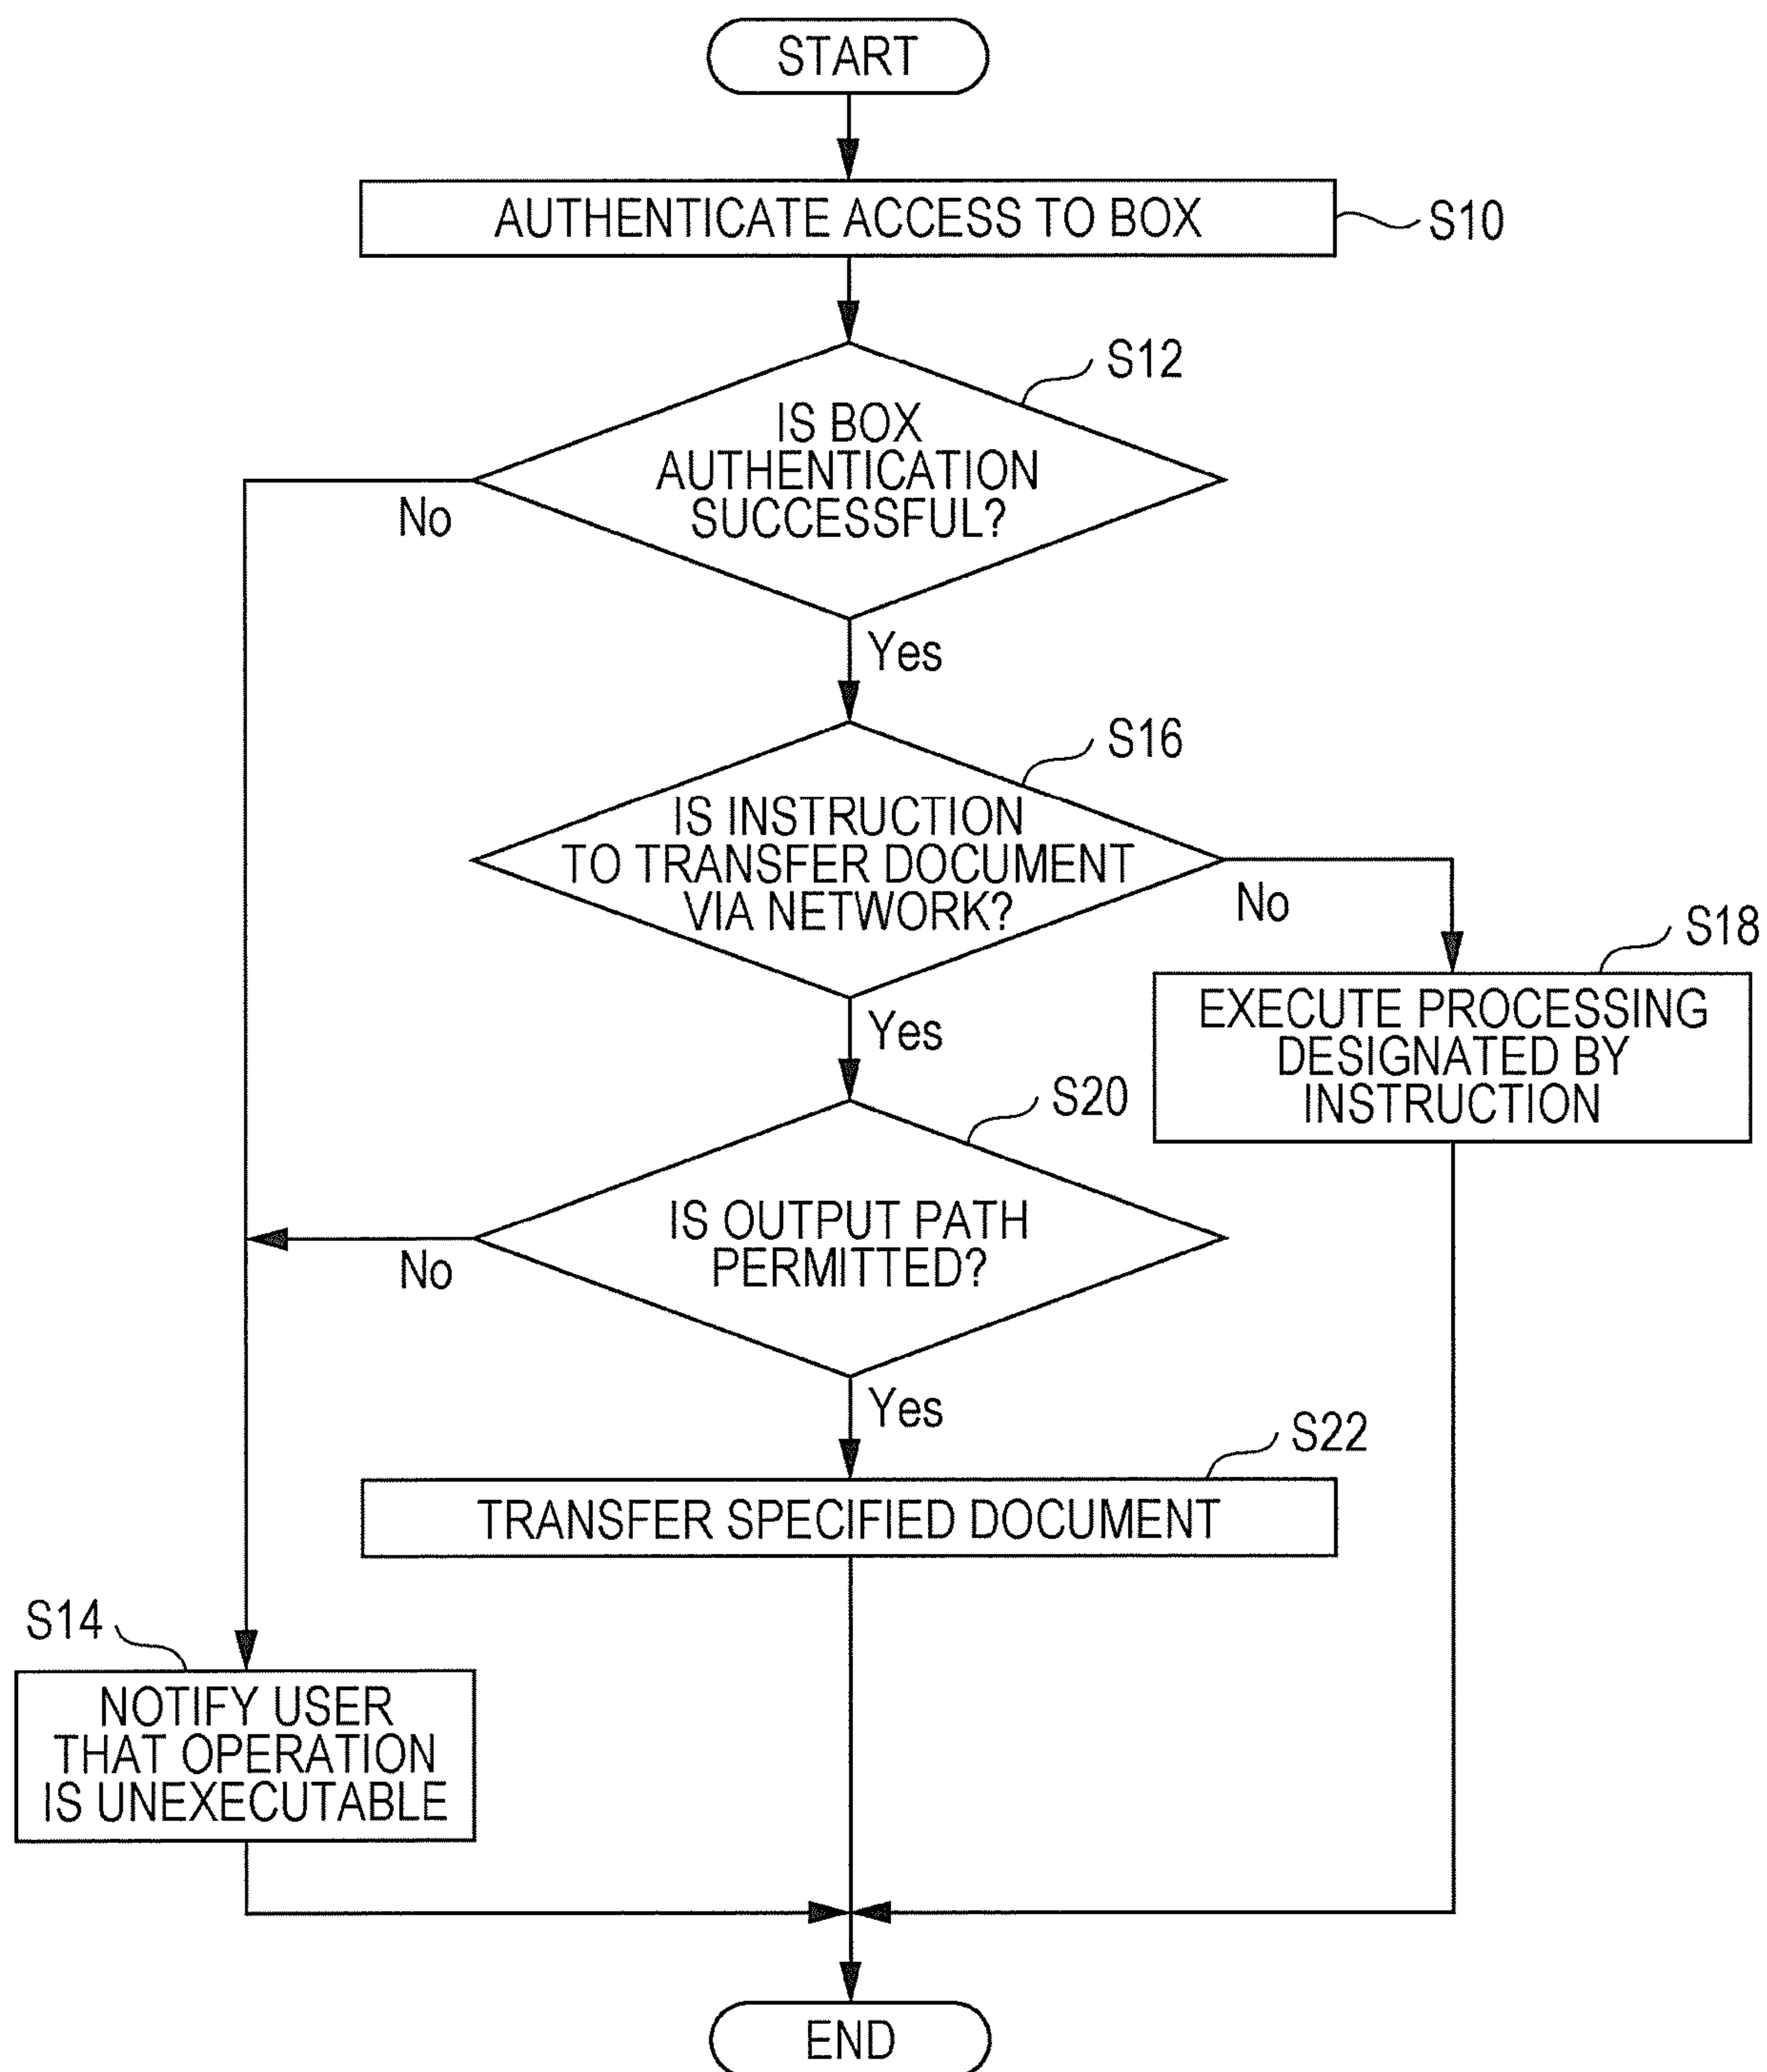 START
AUTHENTICATE ACCESS TO BOX
S10
S12
IS BOX
AUTHENTICATION
SUCCESSFUL?
No
Yes
S16
IS INSTRUCTION
TO TRANSFER DOCUMENT
VIA NETWORK?
No
Yes
S18
EXECUTE PROCESSING
DESIGNATED BY
INSTRUCTION
S20
IS OUTPUT PATH
PERMITTED?
No
Yes
S22
TRANSFER SPECIFIED DOCUMENT
S14
NOTIFY USER
THAT OPERATION
IS UNEXECUTABLE
END